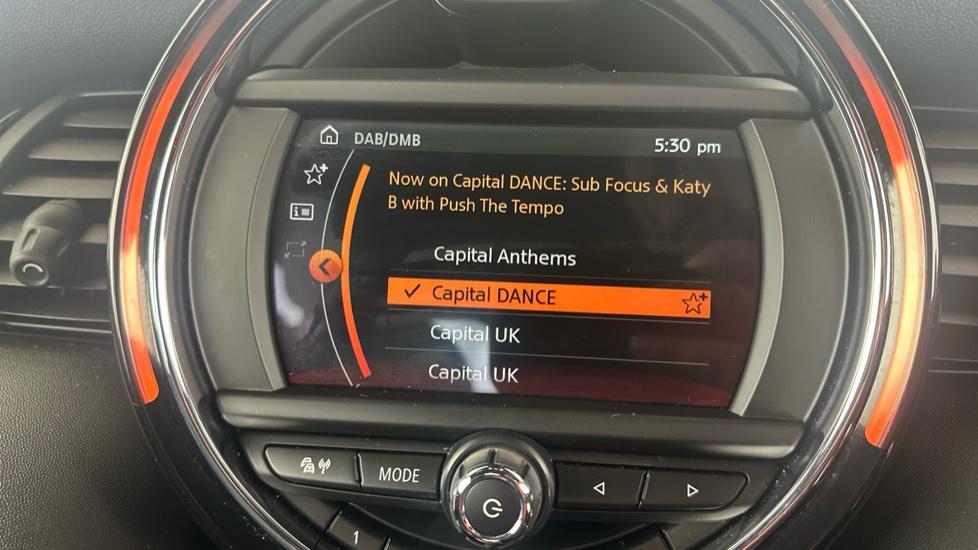 DAB/DMB
5:30 pm
Now on Capital DANCE: Sub Focus & Katy
B with Push The Tempo
Capital Anthems
Capital DANCE
Capital UK
Capital UK
MODE
1